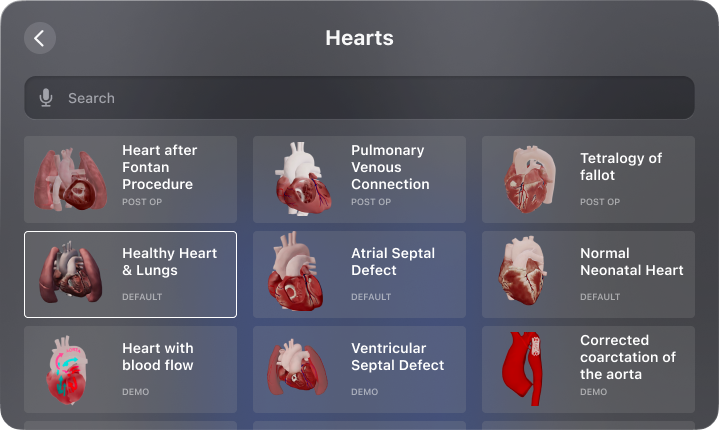 Hearts
Search
Heart after
Fontan
Procedure
POST OP
Pulmonary
Venous
Connection
POST OP
Tetralogy of
fallot
POST OP
Healthy Heart
& Lungs
DEFAULT
Atrial Septal
Defect
DEFAULT
Normal
Neonatal Heart
DEFAULT
Heart with
blood flow
DEMO
Ventricular
Septal Defect
DEMO
Corrected
coarctation of
the aorta
DEMO